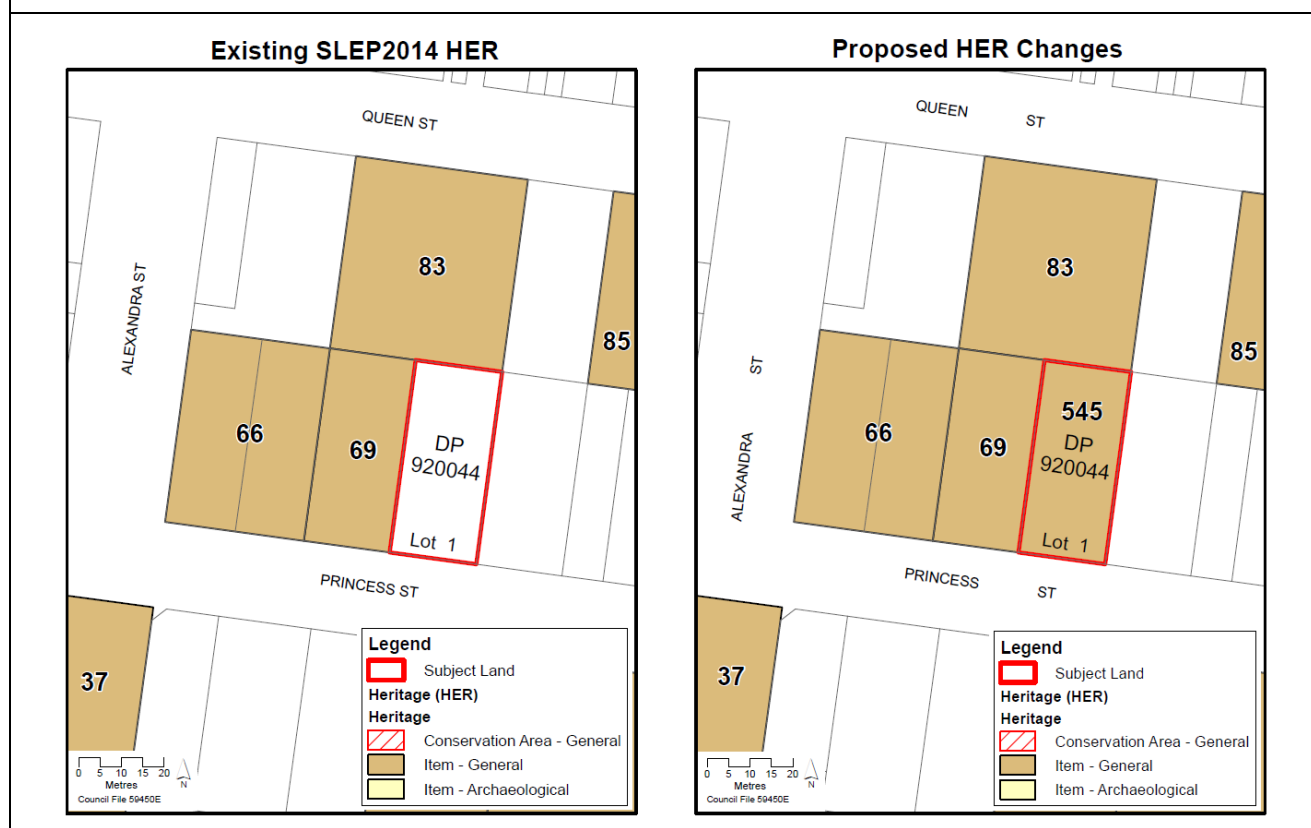 Existing SLEP2014 HER
QUEEN ST
ALEXANDRA ST
83
85
66
69
DP
920044
Lot 1
PRINCESS ST
37
Legend
Subject Land
Heritage (HER)
Heritage
Conservation Area - General
Item - General
Item - Archaeological
0 5 10 15 20
Metres
N
Council File 59450E
Proposed HER Changes
QUEEN ST
ALEXANDRA ST
83
85
66
69
545
DP
920044
Lot 1
PRINCESS ST
37
Legend
Subject Land
Heritage (HER)
Heritage
Conservation Area - General
Item - General
Item - Archaeological
0 5 10 15 20
Metres
N
Council File 59450E